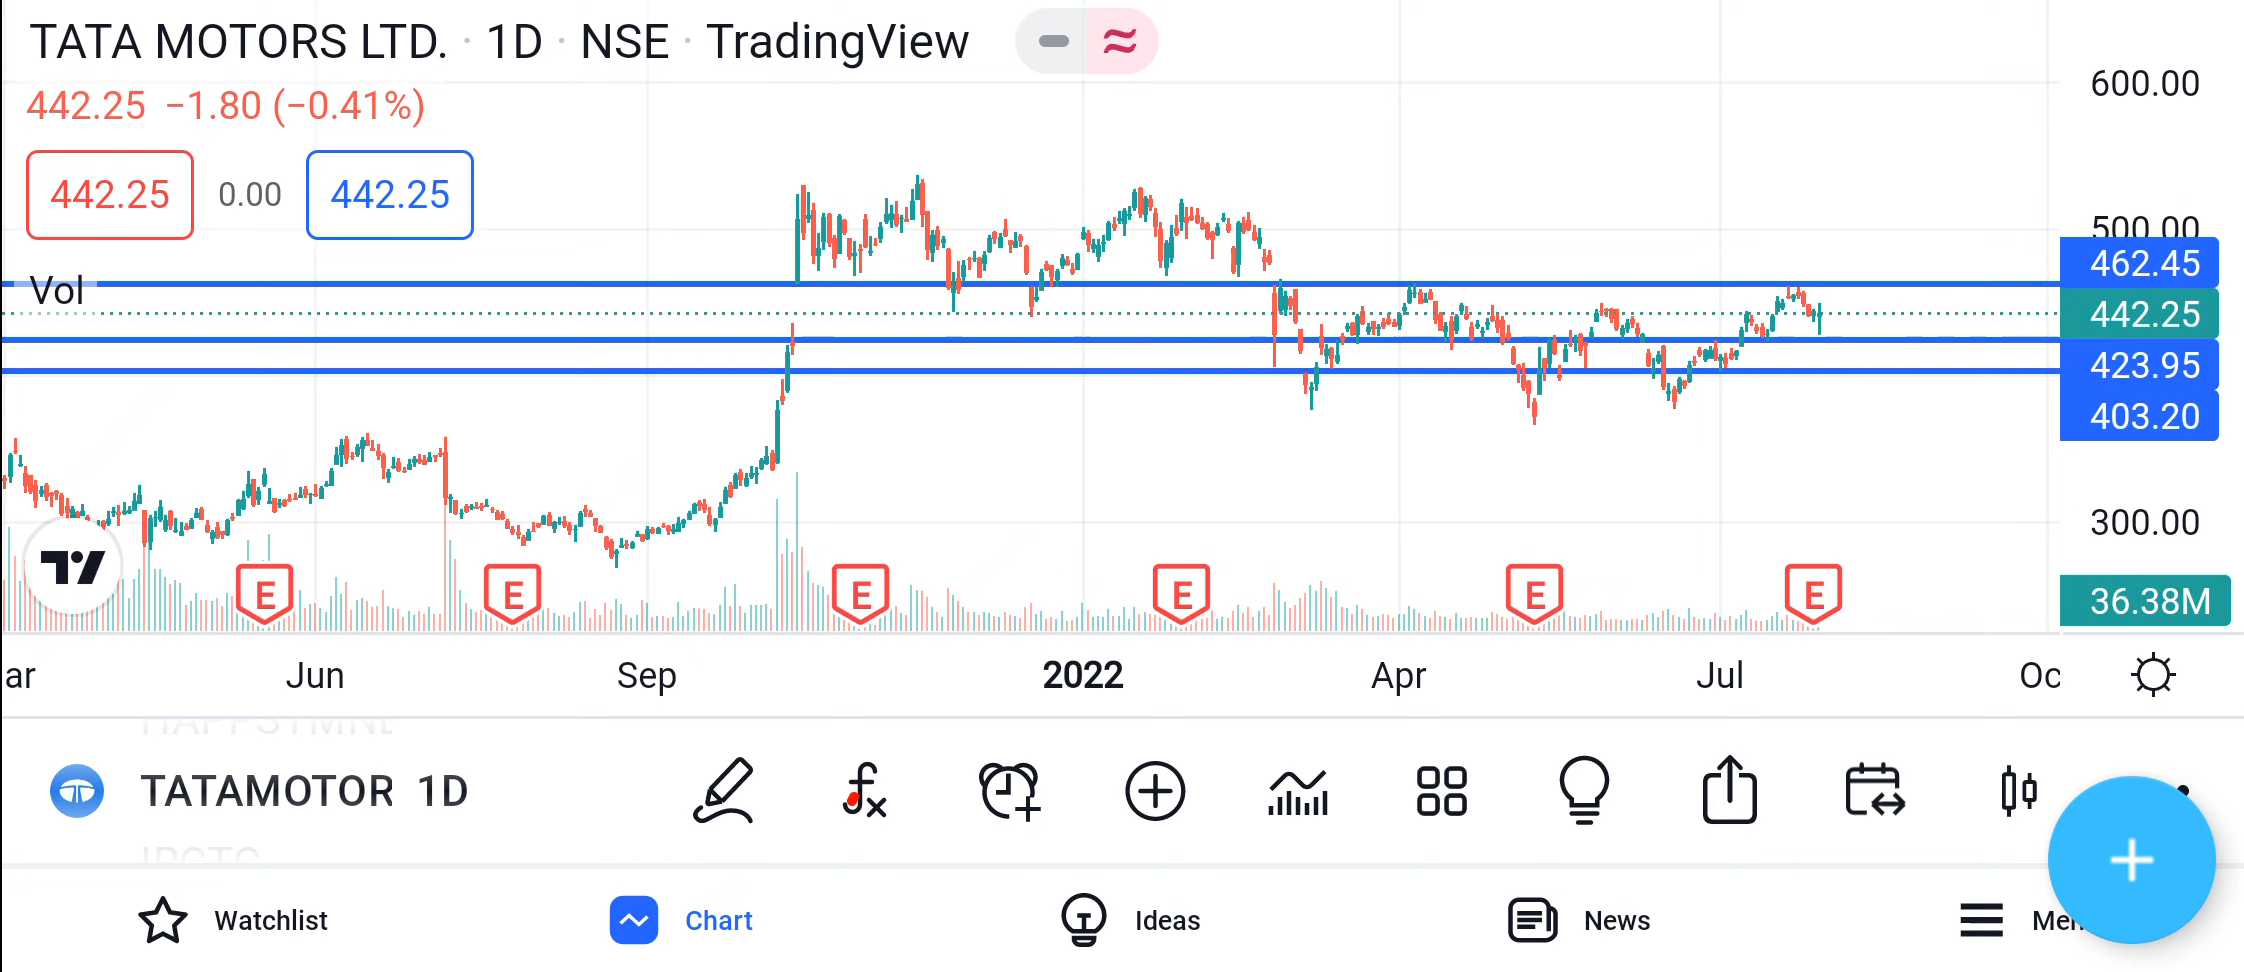 TATA MOTORS LTD. · 1D · NSE · TradingView
442.25 −1.80 (−0.41%)
442.25 0.00 442.25
Vol
600.00
500.00
462.45
442.25
423.95
403.20
300.00
36.38M
E E E E E E
ar Jun Sep 2022 Apr Jul Oc
TATAMOTOR 1D
Watchlist Chart Ideas News Men